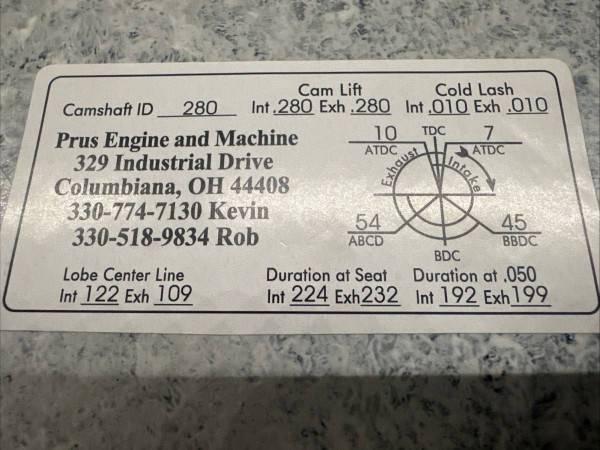 Cam Lift Cold Lash
Camshaft ID 280 Int .280 Exh .280 Int .010 Exh .010
Prus Engine and Machine
329 Industrial Drive
Columbiana, OH 44408
330-774-7130 Kevin
330-518-9834 Rob
10 TDC 7
ATDC ATDC
Exhaust Intake
54 45
ABCD BBDC
BDC
Lobe Center Line Duration at Seat Duration at .050
Int 122 Exh 109 Int 224 Exh 232 Int 192 Exh 199